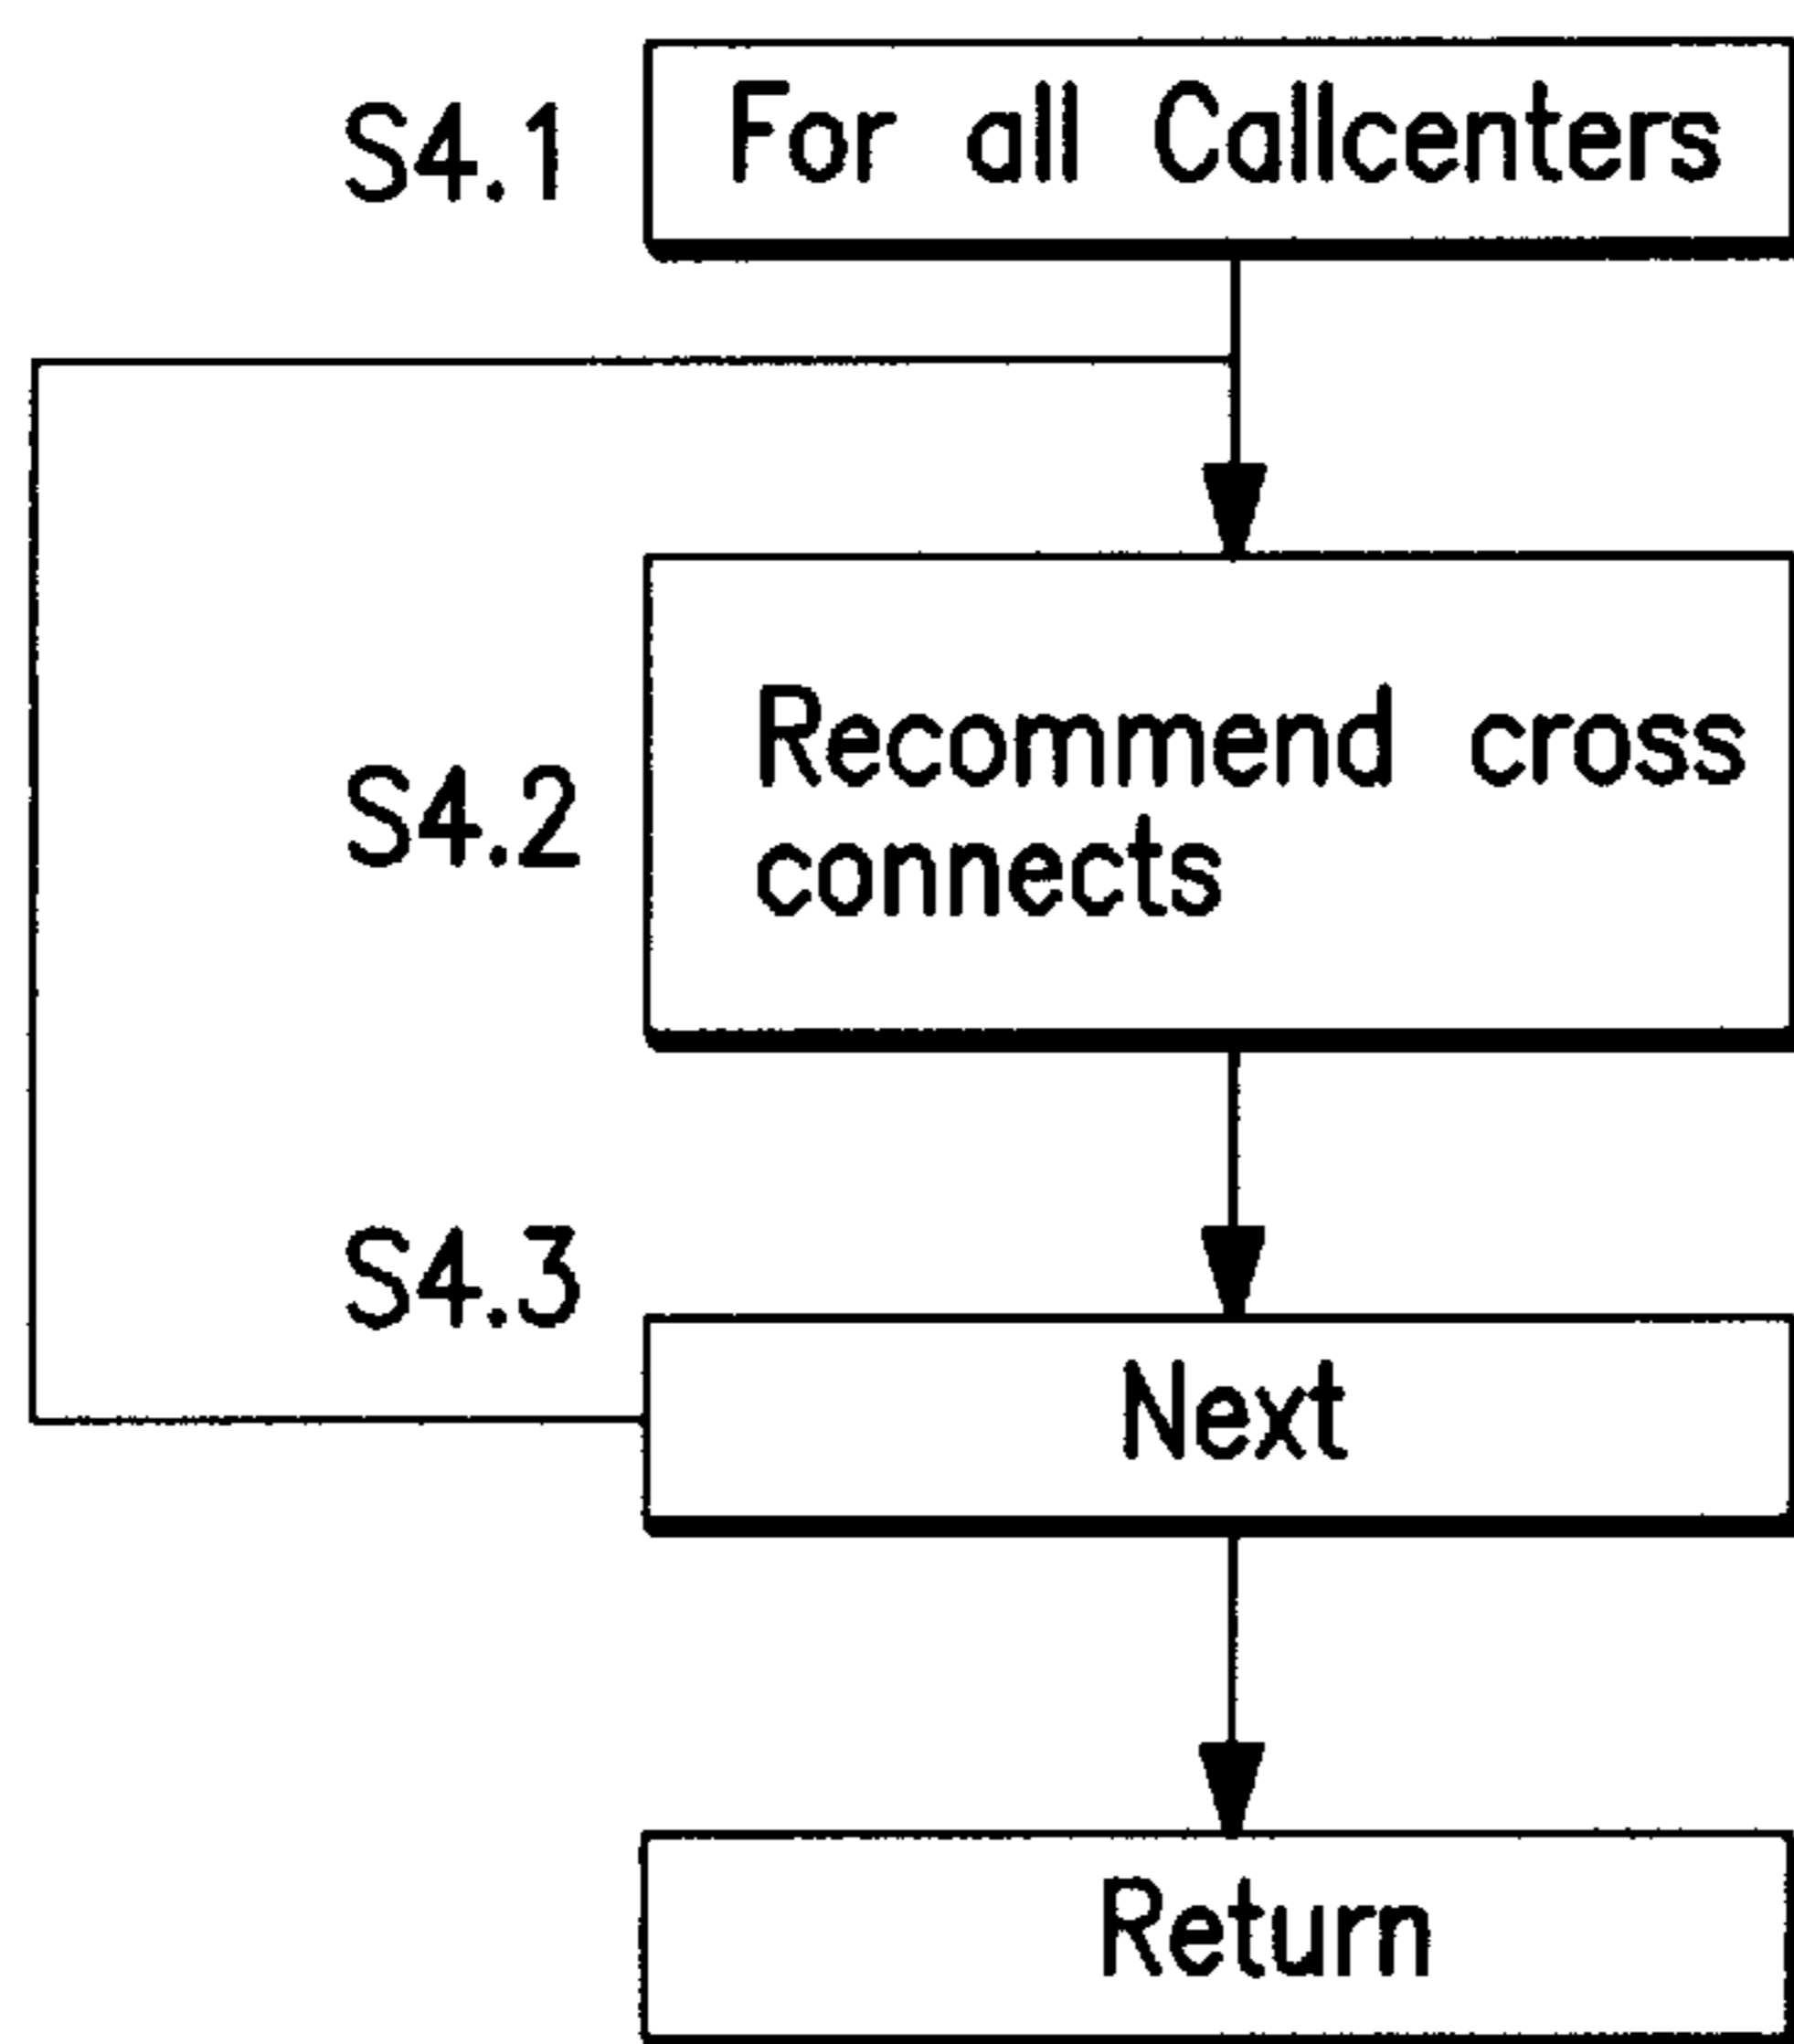 S4.1
For all Callcenters
S4.2
Recommend cross
connects
S4.3
Next
Return